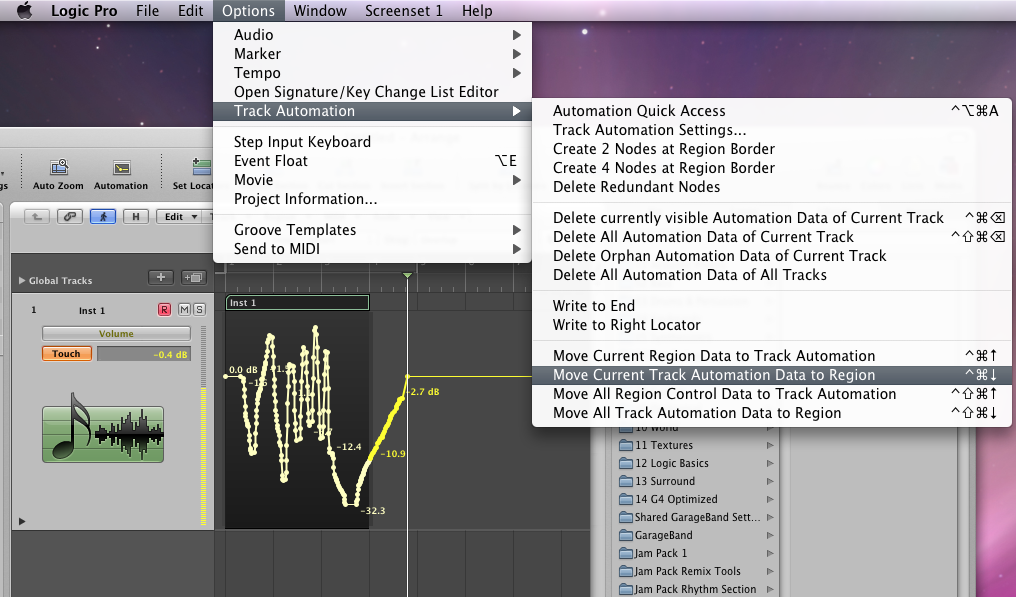 Logic Pro File Edit Options Window Screenset 1 Help
Audio
Marker
Tempo
Open Signature/Key Change List Editor
Track Automation
Step Input Keyboard
Event Float ⌥E
Movie
Project Information...
Groove Templates
Send to MIDI
Automation Quick Access ^⌥⌘A
Track Automation Settings...
Create 2 Nodes at Region Border
Create 4 Nodes at Region Border
Delete Redundant Nodes
Delete currently visible Automation Data of Current Track ^⌘⌫
Delete All Automation Data of Current Track ^⇧⌘⌫
Delete Orphan Automation Data of Current Track
Delete All Automation Data of All Tracks
Write to End
Write to Right Locator
Move Current Region Data to Track Automation ^⌘↑
Move Current Track Automation Data to Region ^⌘↓
Move All Region Control Data to Track Automation ^⇧⌘↑
Move All Track Automation Data to Region ^⇧⌘↓
Auto Zoom Automation Set Locat
H Edit
Global Tracks
1 Inst 1 R M S
Volume
Touch -0.4 dB
Inst 1
0.0 dB
-2.7 dB
-12.4
-10.9
-32.3
10 World
11 Textures
12 Logic Basics
13 Surround
14 G4 Optimized
Shared GarageBand Sett...
GarageBand
Jam Pack 1
Jam Pack Remix Tools
Jam Pack Rhythm Section